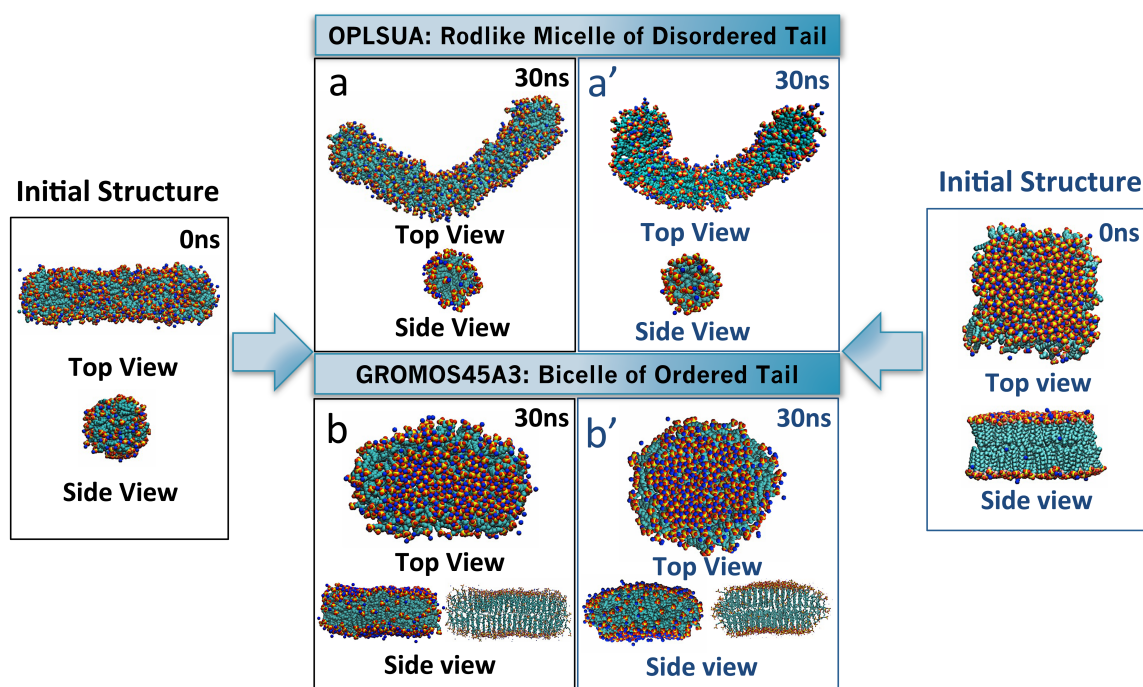 OPLSUA: Rodlike Micelle of Disordered Tail
a
30ns
Top View
Side View
a’
30ns
Top View
Side View
Initial Structure
0ns
Top View
Side View
Initial Structure
0ns
Top view
Side view
GROMOS45A3: Bicelle of Ordered Tail
b
30ns
Top View
Side view
b’
30ns
Top View
Side view